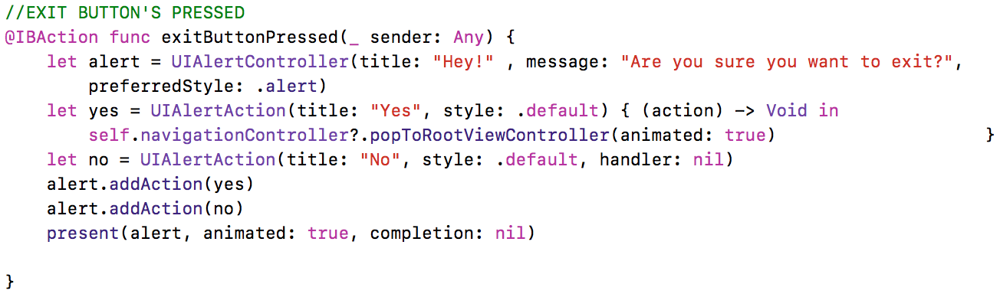 //EXIT BUTTON'S PRESSED
@IBAction func exitButtonPressed(_ sender: Any) {
    let alert = UIAlertController(title: "Hey!" , message: "Are you sure you want to exit?",
        preferredStyle: .alert)
    let yes = UIAlertAction(title: "Yes", style: .default) { (action) -> Void in
        self.navigationController?.popToRootViewController(animated: true)                    }
    let no = UIAlertAction(title: "No", style: .default, handler: nil)
    alert.addAction(yes)
    alert.addAction(no)
    present(alert, animated: true, completion: nil)

}